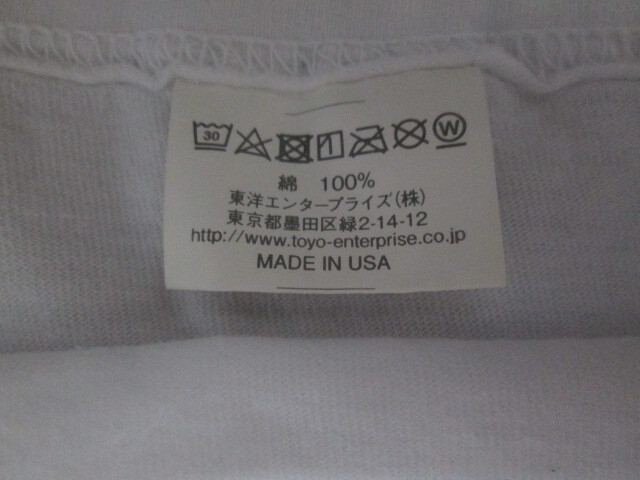 30
W
綿 100%
東洋エンタープライズ(株)
東京都墨田区緑2-14-12
http://www.toyo-enterprise.co.jp
MADE IN USA